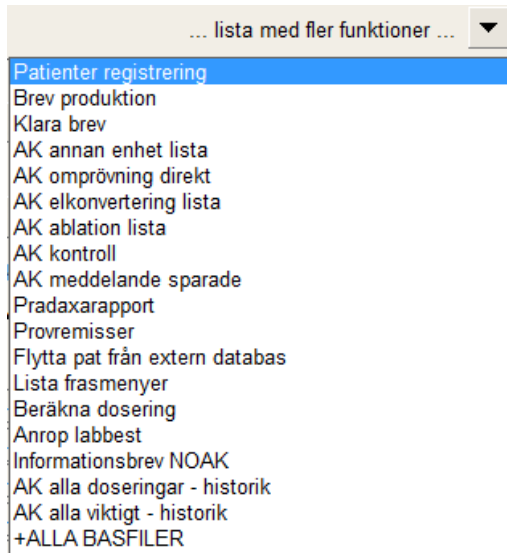 ... lista med fler funktioner ...
Patienter registrering
Brev produktion
Klara brev
AK annan enhet lista
AK omprövning direkt
AK elkonvertering lista
AK ablation lista
AK kontroll
AK meddelande sparade
Pradaxarapport
Provremisser
Flytta pat från extern databas
Lista frasmenyer
Beräkna dosering
Anrop labbest
Informationsbrev NOAK
AK alla doseringar - historik
AK alla viktigt - historik
+ALLA BASFILER